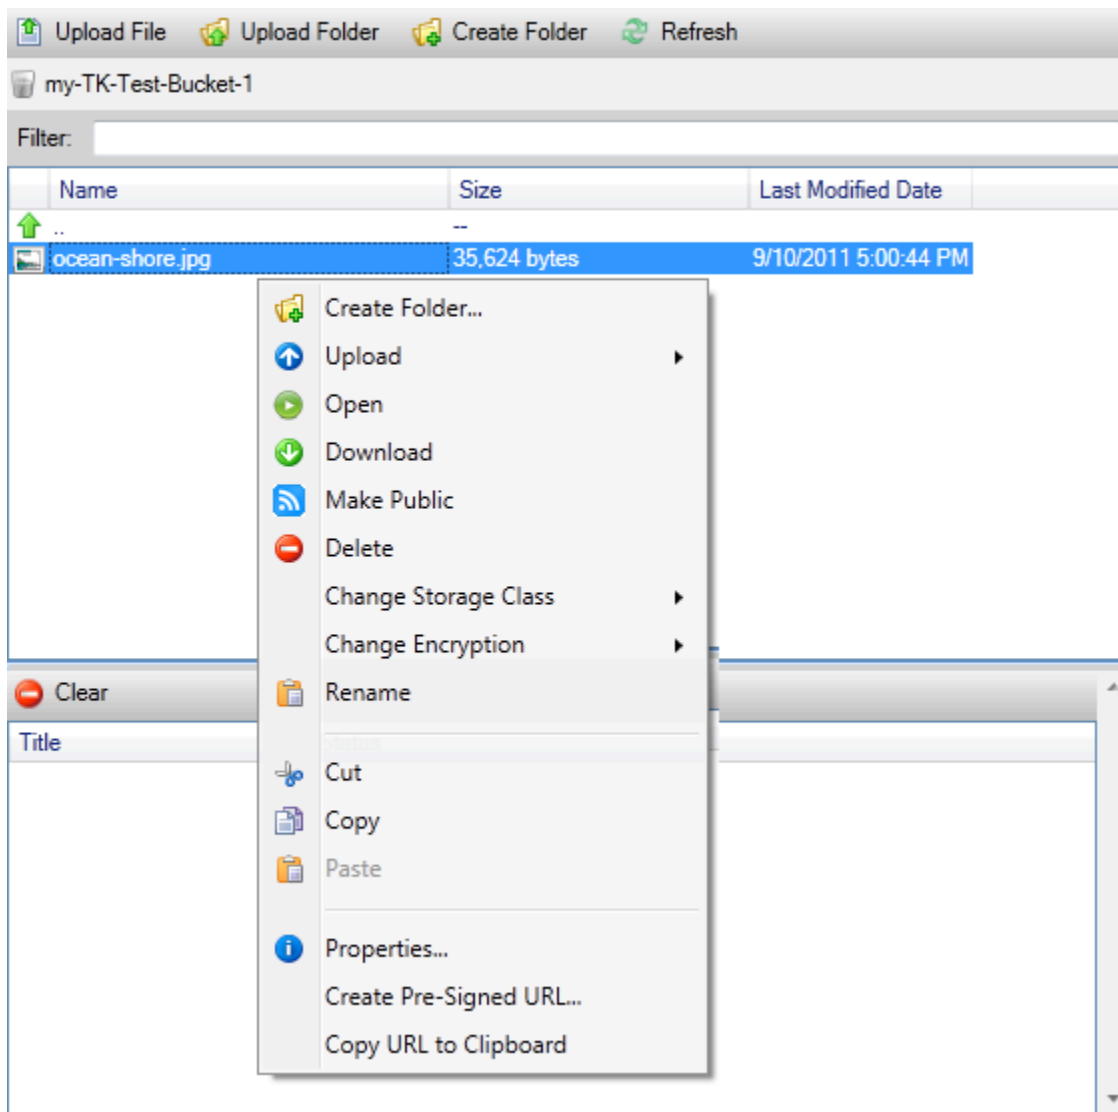 Upload File Upload Folder Create Folder Refresh
my-TK-Test-Bucket-1
Filter:
Name Size Last Modified Date
.. --
ocean-shore.jpg 35,624 bytes 9/10/2011 5:00:44 PM
Create Folder...
Upload
Open
Download
Make Public
Delete
Change Storage Class
Change Encryption
Clear Rename
Title Status
Cut
Copy
Paste
Properties...
Create Pre-Signed URL...
Copy URL to Clipboard